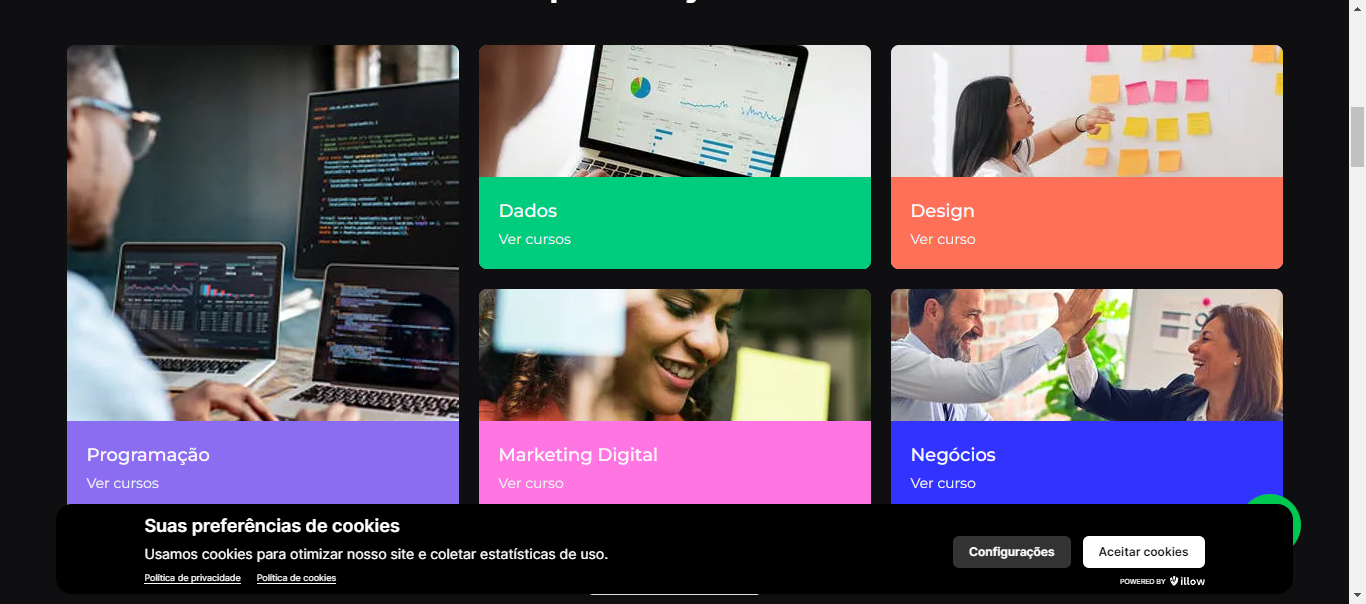 Dados
Ver cursos
Design
Ver curso
Programação
Ver cursos
Marketing Digital
Ver curso
Negócios
Ver curso
Suas preferências de cookies
Usamos cookies para otimizar nosso site e coletar estatísticas de uso.
Política de privacidade Política de cookies
Configurações
Aceitar cookies
POWERED BY illow